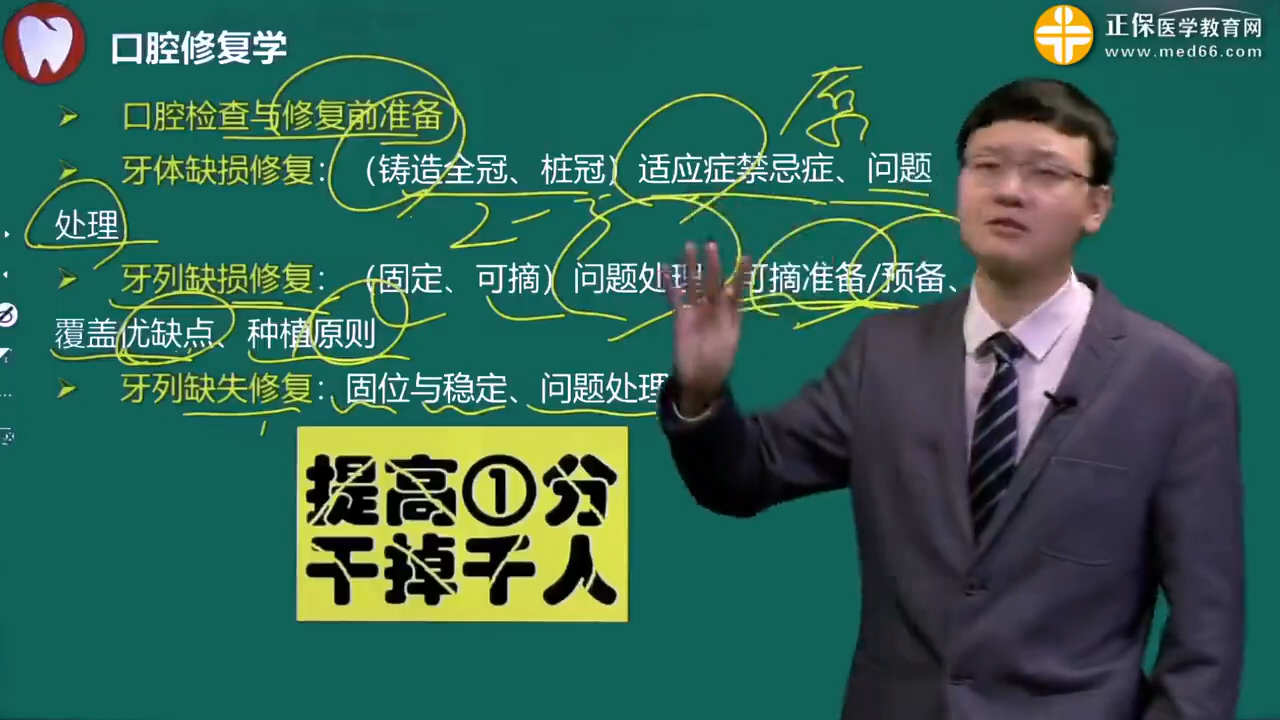 口腔修复学
正保医学教育网
www.med66.com
口腔检查与修复前准备
原
牙体缺损修复：（铸造全冠、桩冠）适应症禁忌症、问题
处理
2-3
牙列缺损修复：（固定、可摘）问题处理、可摘准备/预备、
覆盖优缺点、种植原则
牙列缺失修复：固位与稳定、问题处理
提高①分
干掉千人